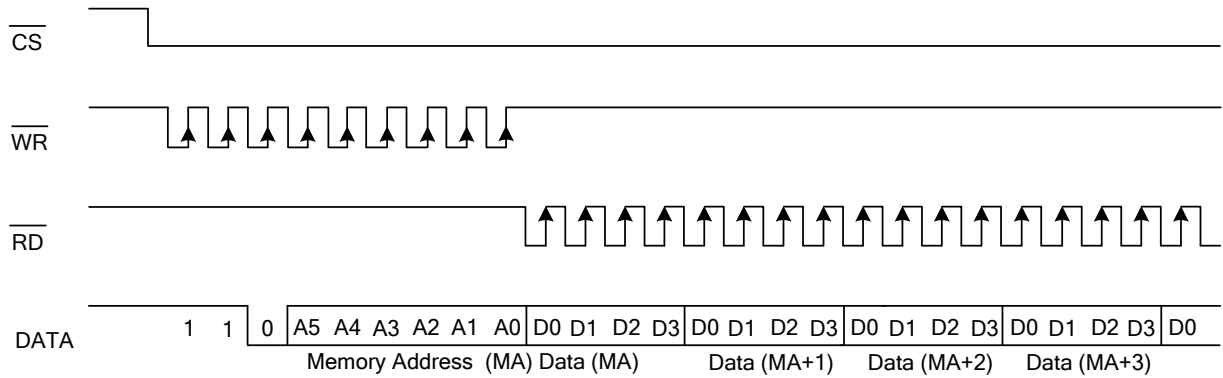 CS
WR
RD
DATA 1 1 0 A5 A4 A3 A2 A1 A0 D0 D1 D2 D3 D0 D1 D2 D3 D0 D1 D2 D3 D0 D1 D2 D3 D0
Memory Address (MA) Data (MA) Data (MA+1) Data (MA+2) Data (MA+3)